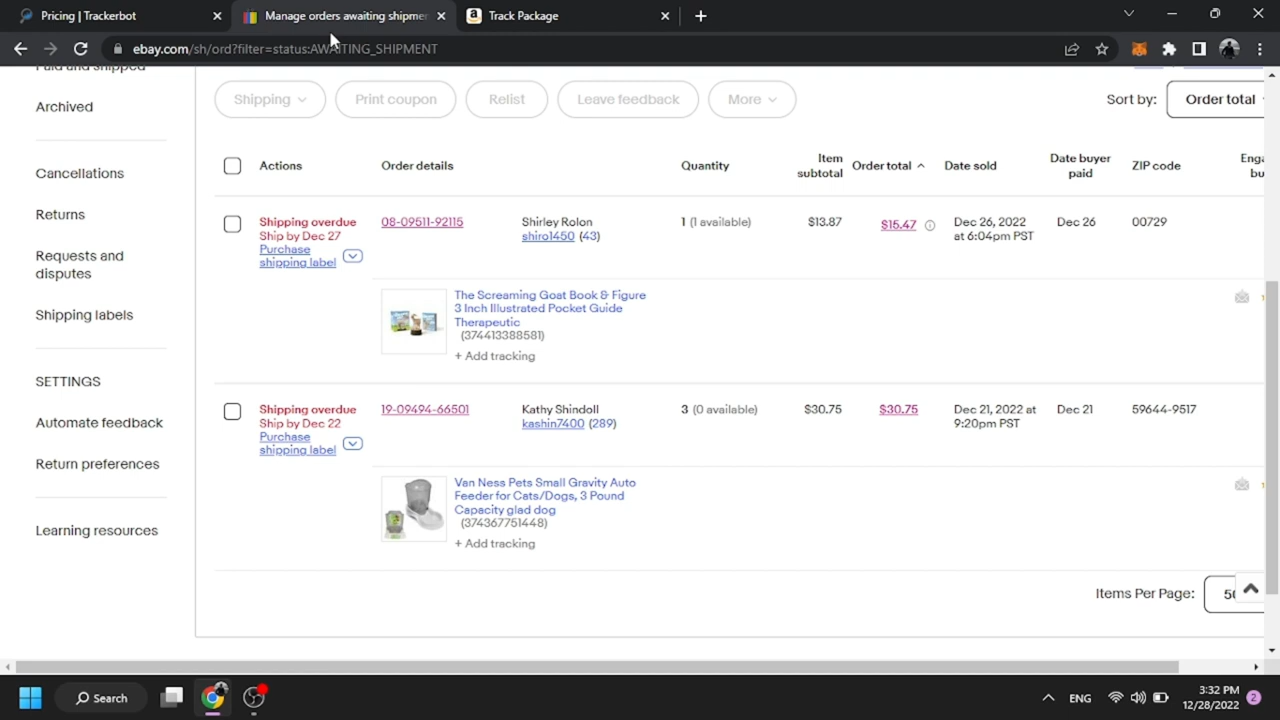 Pricing | Trackerbot
Manage orders awaiting shipmer
Track Package
ebay.com/sh/ord?filter=status:AWAITING_SHIPMENT
Paid and shipped
Archived
Cancellations
Returns
Requests and
disputes
Shipping labels
SETTINGS
Automate feedback
Return preferences
Learning resources
Shipping
Print coupon
Relist
Leave feedback
More
Sort by:
Order total
Actions
Order details
Quantity
Item
subtotal
Order total
Date sold
Date buyer
paid
ZIP code
Enga
bu
Shipping overdue
Ship by Dec 27
Purchase
shipping label
08-09511-92115
Shirley Rolon
shiro1450 (43)
1 (1 available)
$13.87
$15.47
Dec 26, 2022
at 6:04pm PST
Dec 26
00729
The Screaming Goat Book & Figure
3 Inch Illustrated Pocket Guide
Therapeutic
(374413388581)
+ Add tracking
Shipping overdue
Ship by Dec 22
Purchase
shipping label
19-09494-66501
Kathy Shindoll
kashin7400 (289)
3 (0 available)
$30.75
$30.75
Dec 21, 2022 at
9:20pm PST
Dec 21
59644-9517
Van Ness Pets Small Gravity Auto
Feeder for Cats/Dogs, 3 Pound
Capacity glad dog
(374367751448)
+ Add tracking
Items Per Page:
50
Search
ENG
3:32 PM
12/28/2022
2